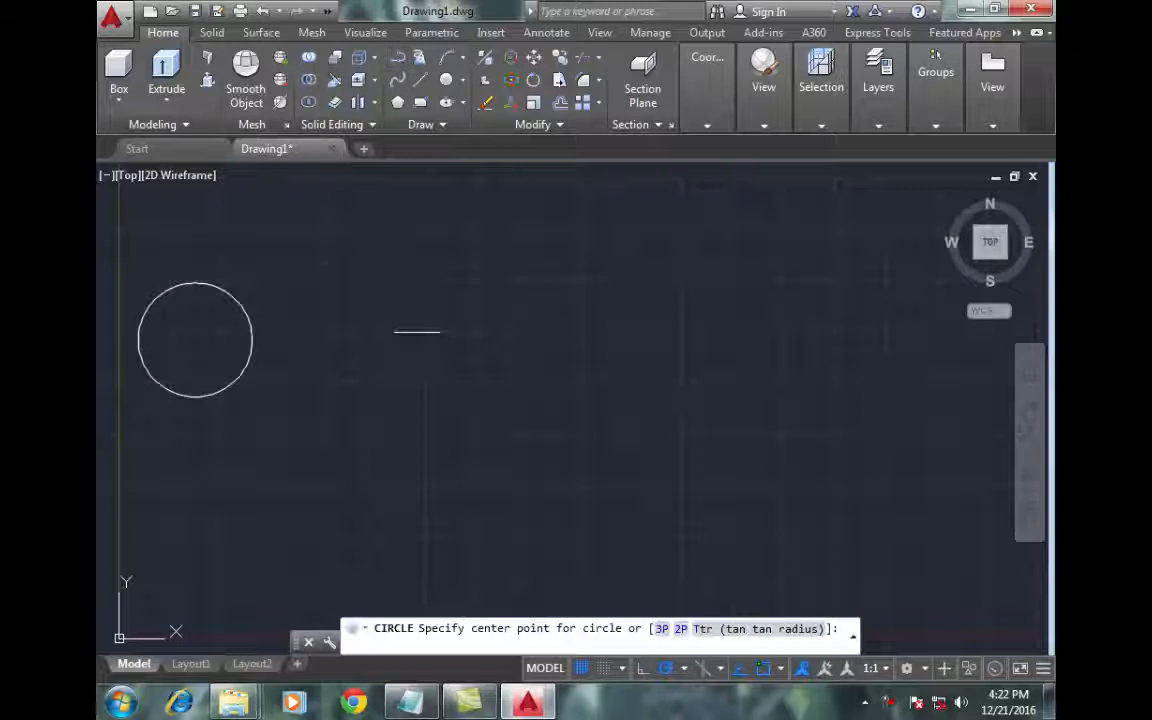 Drawing1.dwg
Type a keyword or phrase
Sign In
Home Solid Surface Mesh Visualize Parametric Insert Annotate View Manage Output Add-ins A360 Express Tools Featured Apps
Box
Extrude
Smooth
Object
Section
Plane
Coor...
View
Selection
Layers
Groups
View
Modeling
Mesh
Solid Editing
Draw
Modify
Section
Start
Drawing1*
[−][Top][2D Wireframe]
N
W
TOP
E
S
WCS
Y
X
CIRCLE Specify center point for circle or [3P 2P Ttr (tan tan radius)]:
Model Layout1 Layout2
MODEL
1:1
4:22 PM
12/21/2016